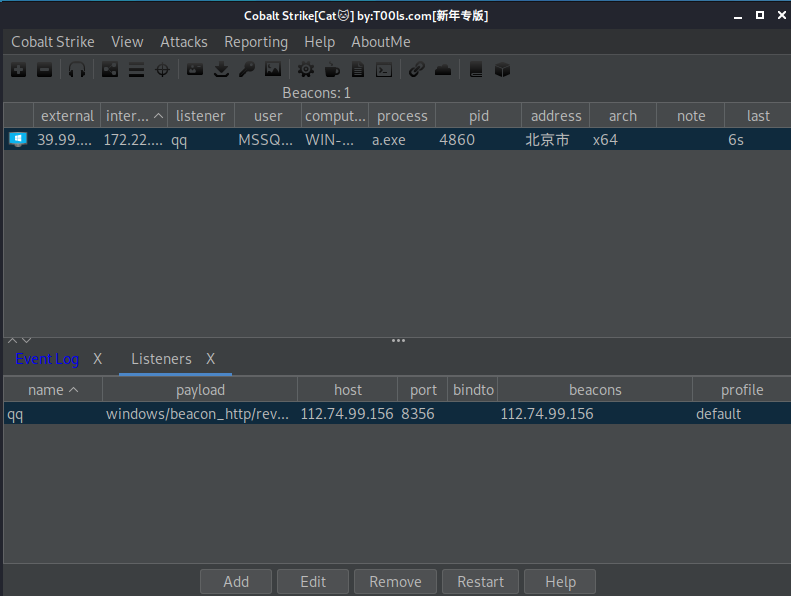 Cobalt Strike[Cat🐱] by:T00ls.com[新年专版]
Cobalt Strike View Attacks Reporting Help AboutMe
Beacons: 1
external inter... listener user comput... process pid address arch note last
39.99.... 172.22.... qq MSSQ... WIN-... a.exe 4860 北京市 x64 6s
Event Log X Listeners X
name payload host port bindto beacons profile
qq windows/beacon_http/rev... 112.74.99.156 8356 112.74.99.156 default
Add Edit Remove Restart Help